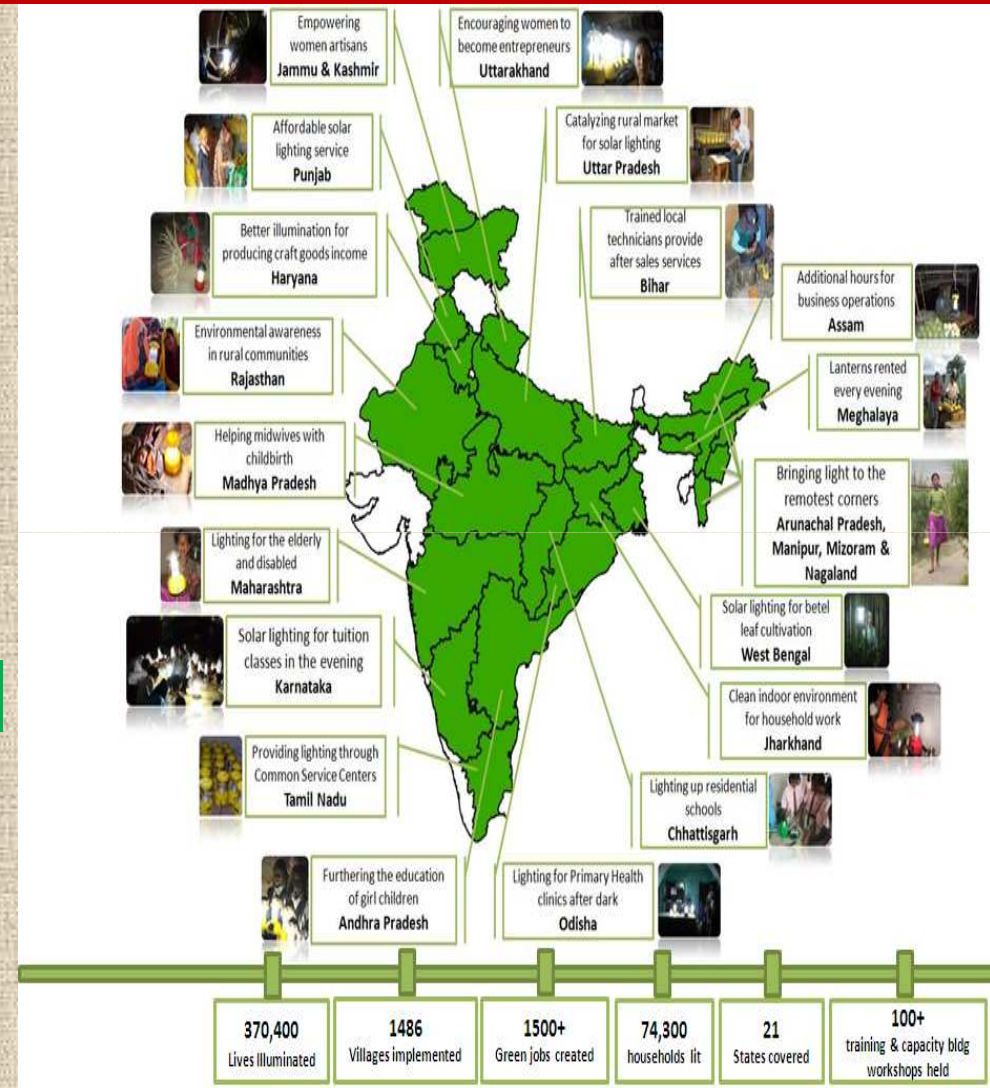 Empowering
women artisans
Jammu & Kashmir
Encouraging women to
become entrepreneurs
Uttarakhand
Affordable solar
lighting service
Punjab
Catalyzing rural market
for solar lighting
Uttar Pradesh
Better illumination for
producing craft goods income
Haryana
Trained local
technicians provide
after sales services
Bihar
Additional hours for
business operations
Assam
Environmental awareness
in rural communities
Rajasthan
Lanterns rented
every evening
Meghalaya
Helping midwives with
childbirth
Madhya Pradesh
Bringing light to the
remotest corners
Arunachal Pradesh,
Manipur, Mizoram &
Nagaland
Lighting for the elderly
and disabled
Maharashtra
Solar lighting for betel
leaf cultivation
West Bengal
Solar lighting for tuition
classes in the evening
Karnataka
Clean indoor environment
for household work
Jharkhand
Providing lighting through
Common Service Centers
Tamil Nadu
Lighting up residential
schools
Chhattisgarh
Furthering the education
of girl children
Andhra Pradesh
Lighting for Primary Health
clinics after dark
Odisha
370,400
Lives Illuminated
1486
Villages implemented
1500+
Green jobs created
74,300
households lit
21
States covered
100+
training & capacity bldg
workshops held